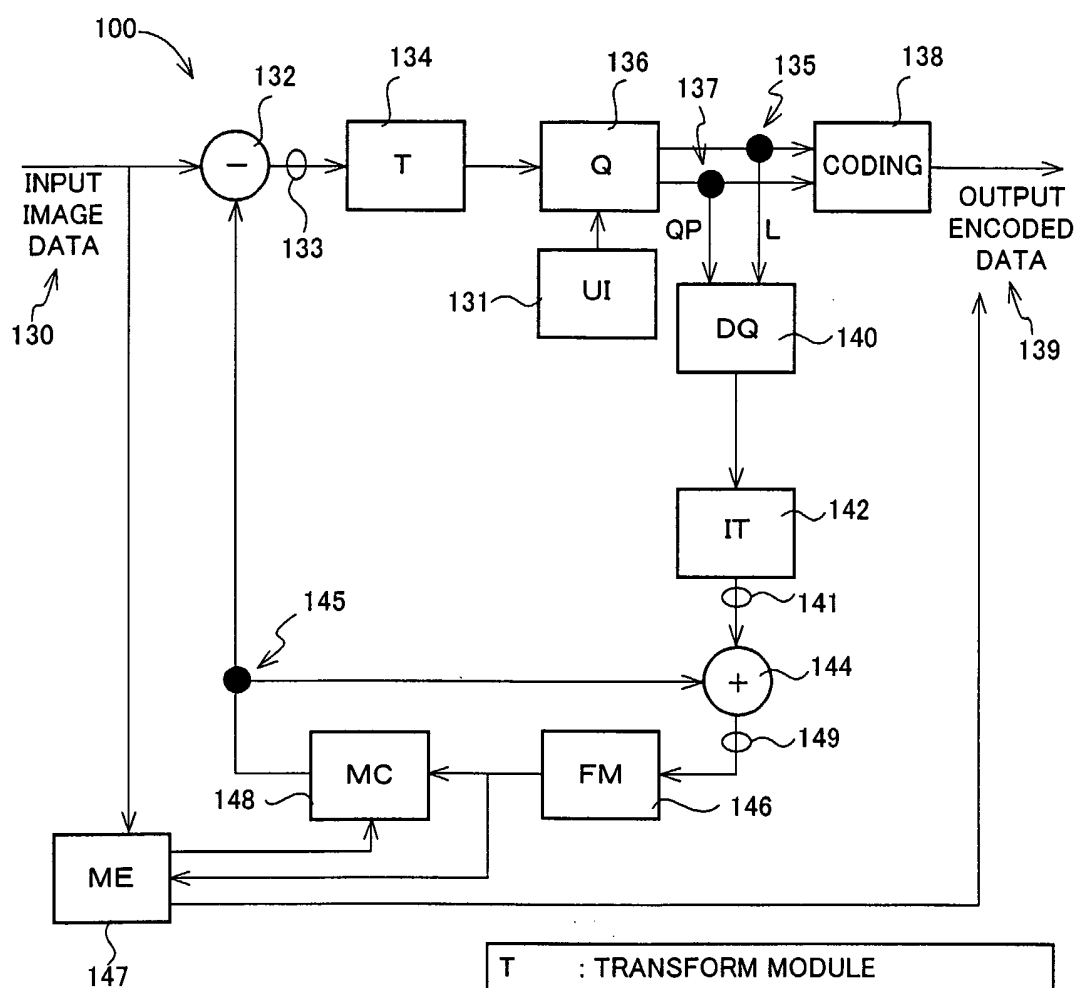 100
132
134
136
137
135
138
−
T
Q
CODING
INPUT
IMAGE
DATA
133
QP
L
OUTPUT
ENCODED
DATA
130
131
UI
DQ
140
139
IT
142
141
145
+
144
149
MC
FM
148
146
ME
147
T : TRANSFORM MODULE